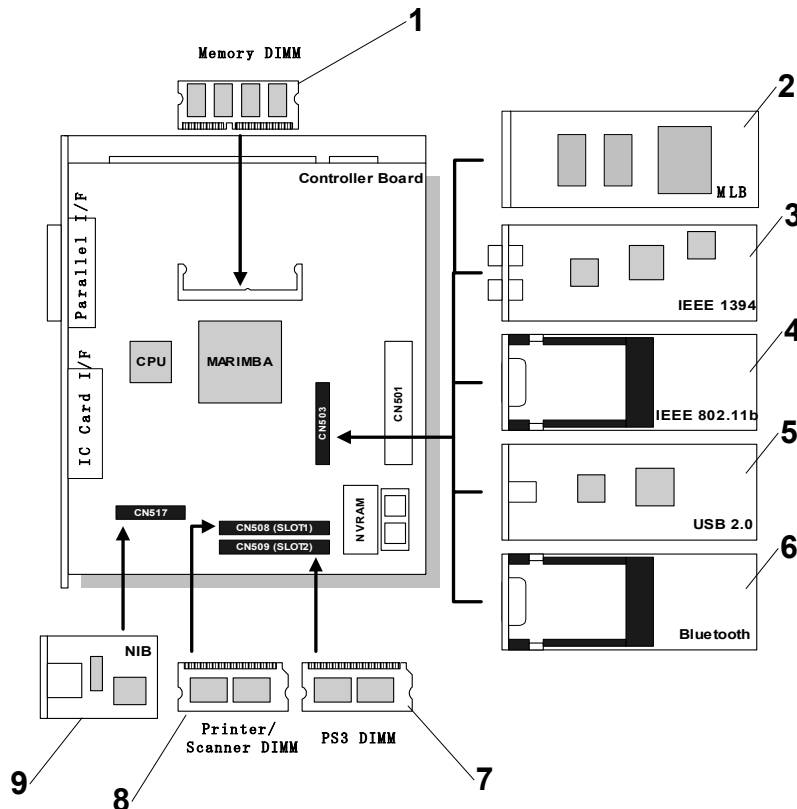 1
Memory DIMM
2
MLB
Controller Board
3
IEEE 1394
Parallel I/F
4
IEEE 802.11b
CPU
MARIMBA
CN503
CN501
IC Card I/F
5
USB 2.0
CN517
CN508 (SLOT1)
CN509 (SLOT2)
NVRAM
6
Bluetooth
NIB
Printer/
Scanner DIMM
PS3 DIMM
7
8
9